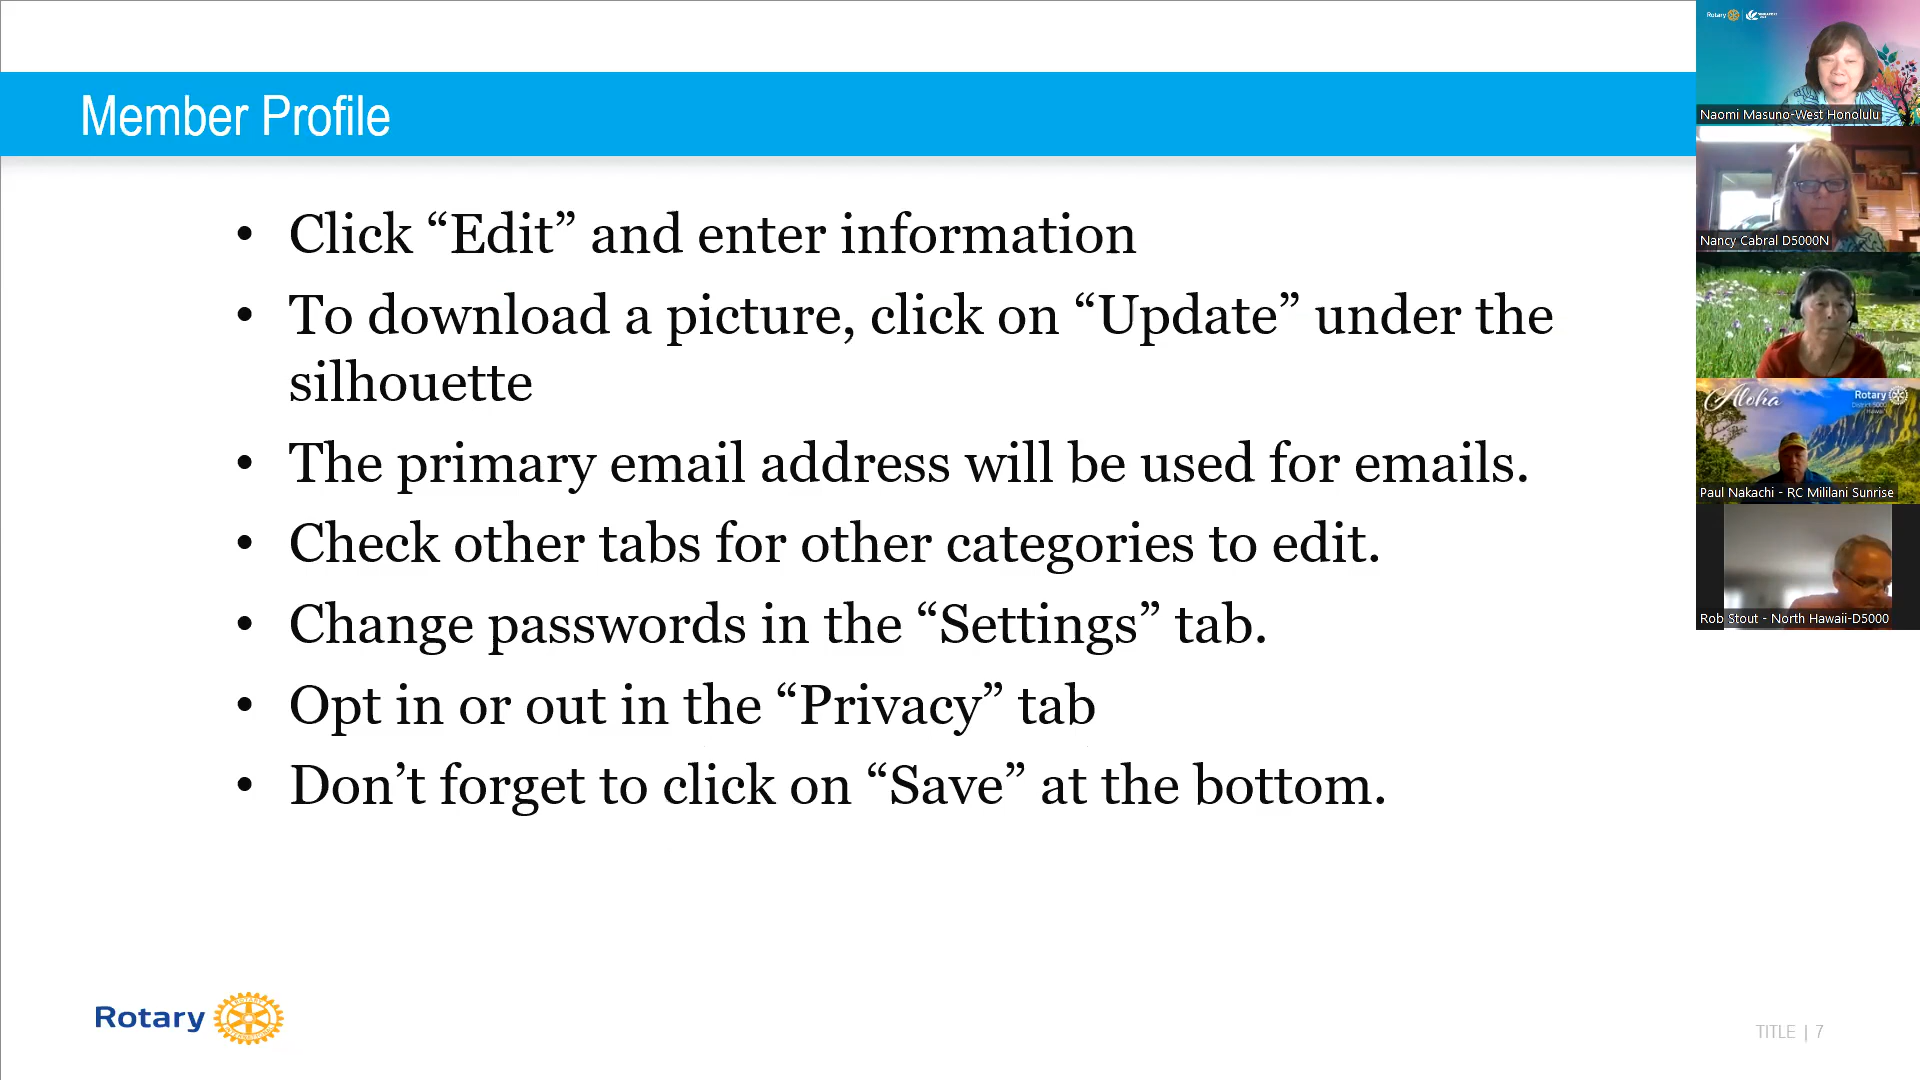 Member Profile
• Click “Edit” and enter information
• To download a picture, click on “Update” under the
silhouette
• The primary email address will be used for emails.
• Check other tabs for other categories to edit.
• Change passwords in the “Settings” tab.
• Opt in or out in the “Privacy” tab
• Don’t forget to click on “Save” at the bottom.
Rotary
TITLE | 7
Rotary
Naomi Masuno-West Honolulu
Nancy Cabral D5000N
Aloha
Rotary
Paul Nakachi - RC Mililani Sunrise
Rob Stout - North Hawaii-D5000